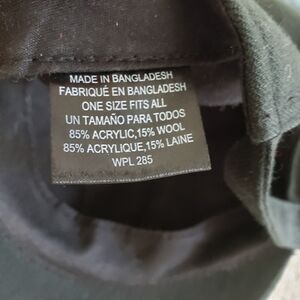 MADE IN BANGLADESH
FABRIQUÉ EN BANGLADESH
ONE SIZE FITS ALL
UN TAMAÑO PARA TODOS
85% ACRYLIC,15% WOOL
85% ACRYLIQUE,15% LAINE
WPL 285